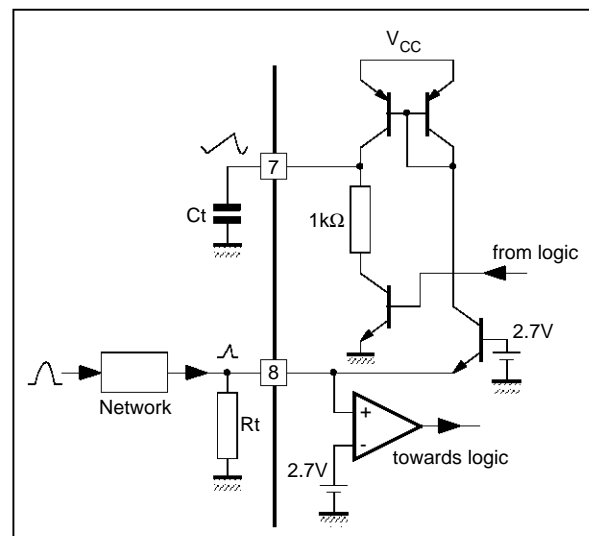 VCC
7
Ct
1kΩ
from logic
2.7V
8
Network
Rt
+
-
2.7V
towards logic